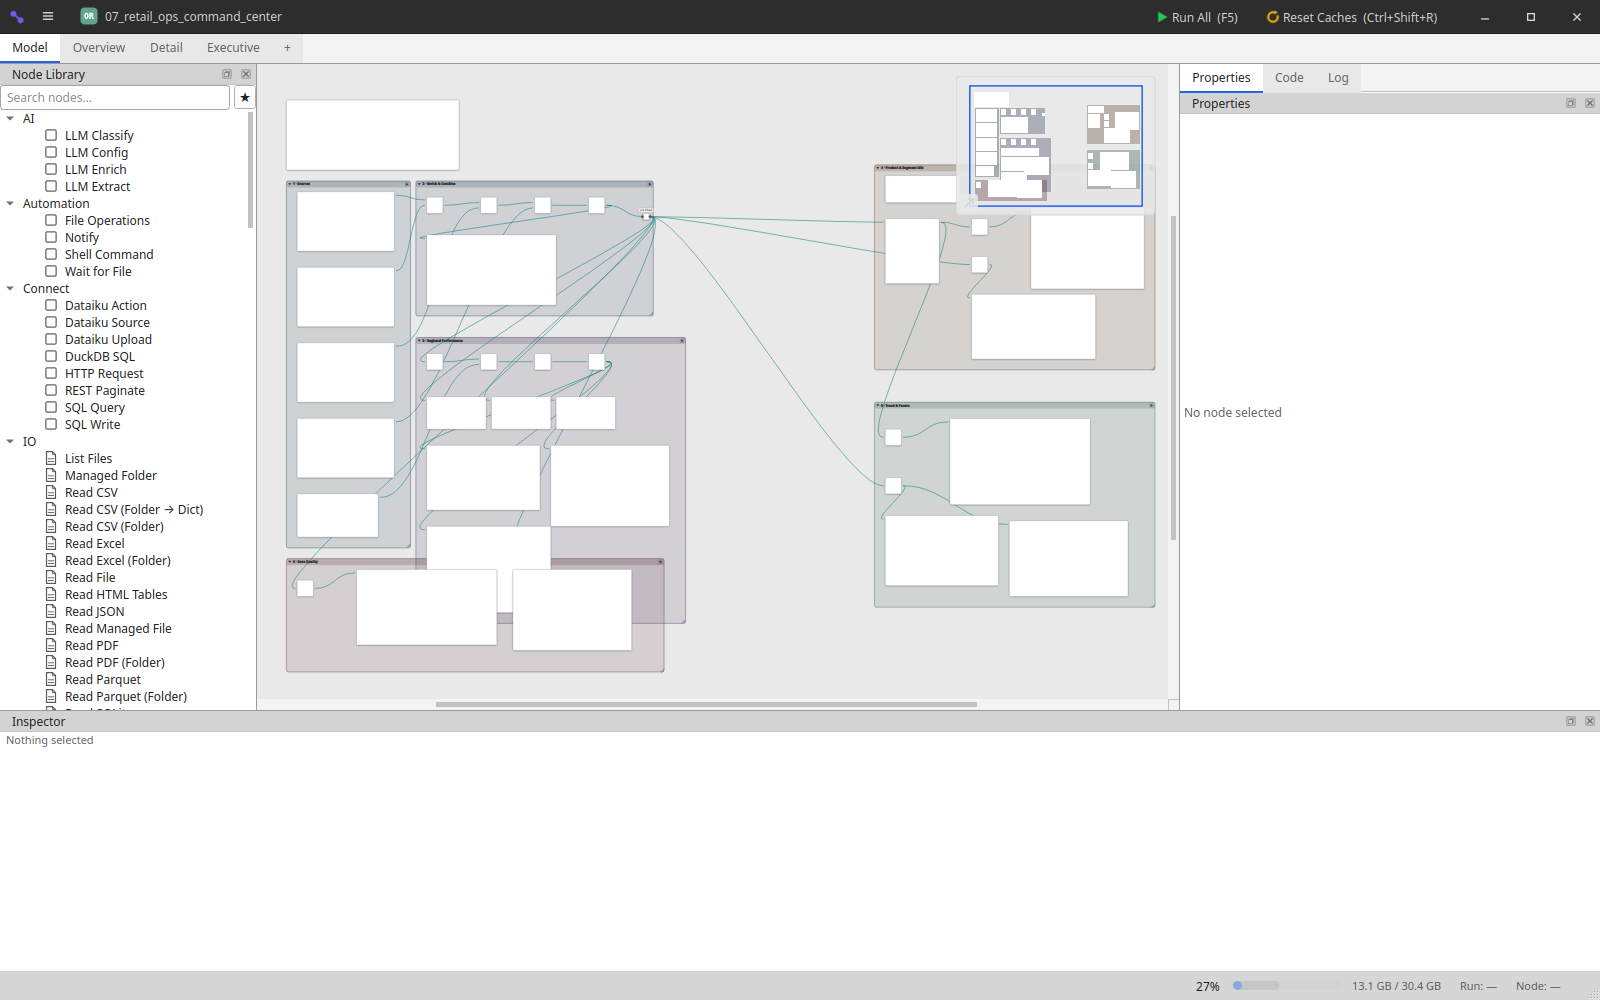 OR 07_retail_ops_command_center
Run All (F5)
Reset Caches (Ctrl+Shift+R)
Model
Overview
Detail
Executive
+
Node Library
Search nodes...
AI
LLM Classify
LLM Config
LLM Enrich
LLM Extract
Automation
File Operations
Notify
Shell Command
Wait for File
Connect
Dataiku Action
Dataiku Source
Dataiku Upload
DuckDB SQL
HTTP Request
REST Paginate
SQL Query
SQL Write
IO
List Files
Managed Folder
Read CSV
Read CSV (Folder → Dict)
Read CSV (Folder)
Read Excel
Read Excel (Folder)
Read File
Read HTML Tables
Read JSON
Read Managed File
Read PDF
Read PDF (Folder)
Read Parquet
Read Parquet (Folder)
Properties
Code
Log
Properties
No node selected
Inspector
Nothing selected
27%
13.1 GB / 30.4 GB
Run: —
Node: —